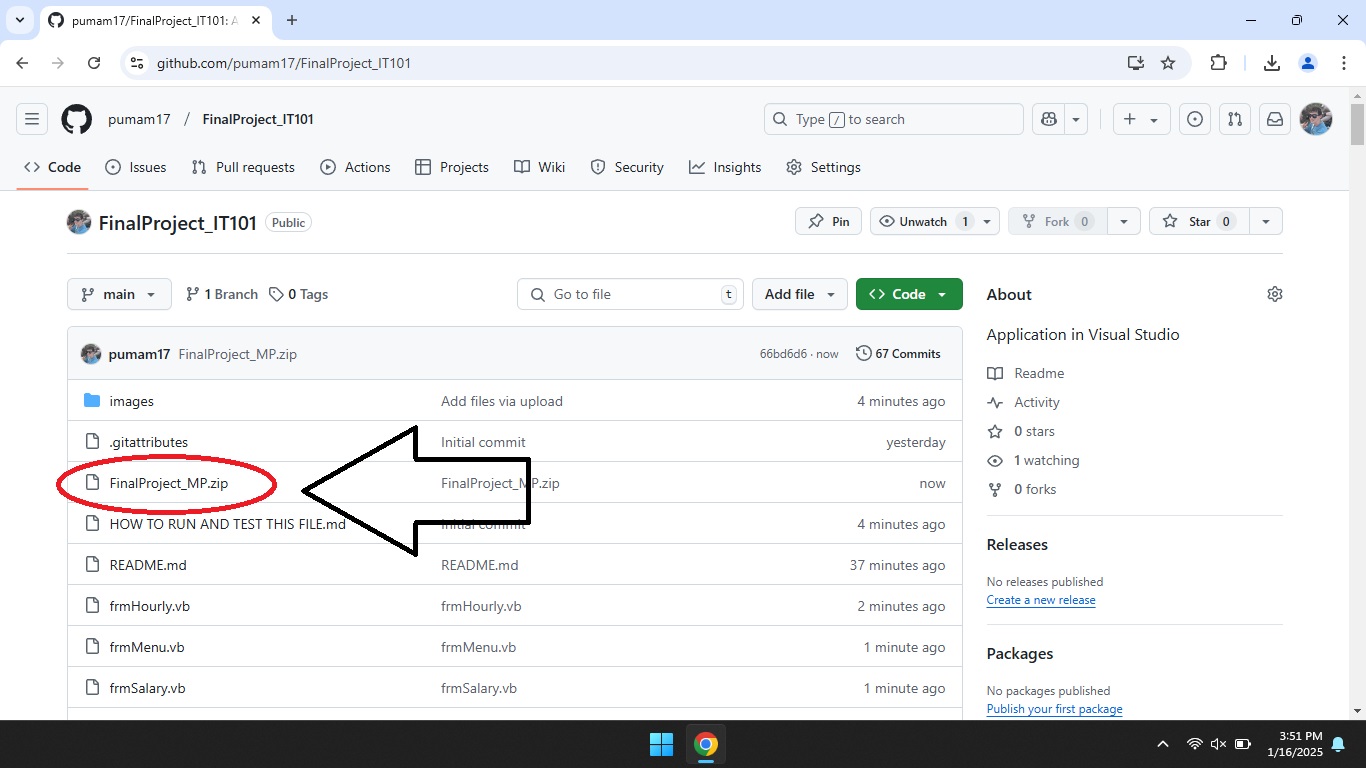 pumam17/FinalProject_IT101: A
github.com/pumam17/FinalProject_IT101
pumam17 / FinalProject_IT101
Type / to search
Code Issues Pull requests Actions Projects Wiki Security Insights Settings
FinalProject_IT101 Public
Pin Unwatch 1 Fork 0 Star 0
main 1 Branch 0 Tags Go to file t Add file Code
pumam17 FinalProject_MP.zip 66bd6d6 · now 67 Commits
images Add files via upload 4 minutes ago
.gitattributes Initial commit yesterday
FinalProject_MP.zip FinalProject_MP.zip now
HOW TO RUN AND TEST THIS FILE.md Initial commit 4 minutes ago
README.md README.md 37 minutes ago
frmHourly.vb frmHourly.vb 2 minutes ago
frmMenu.vb frmMenu.vb 1 minute ago
frmSalary.vb frmSalary.vb 1 minute ago
About
Application in Visual Studio
Readme
Activity
0 stars
1 watching
0 forks
Releases
No releases published
Create a new release
Packages
No packages published
Publish your first package
3:51 PM
1/16/2025